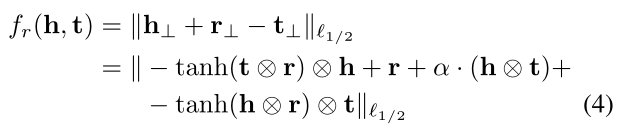 f_r(h, t) = ‖h_⊥ + r_⊥ − t_⊥‖_{ℓ_{1/2}}
= ‖ − tanh(t ⊗ r) ⊗ h + r + α · (h ⊗ t)+
− tanh(h ⊗ r) ⊗ t‖_{ℓ_{1/2}} (4)